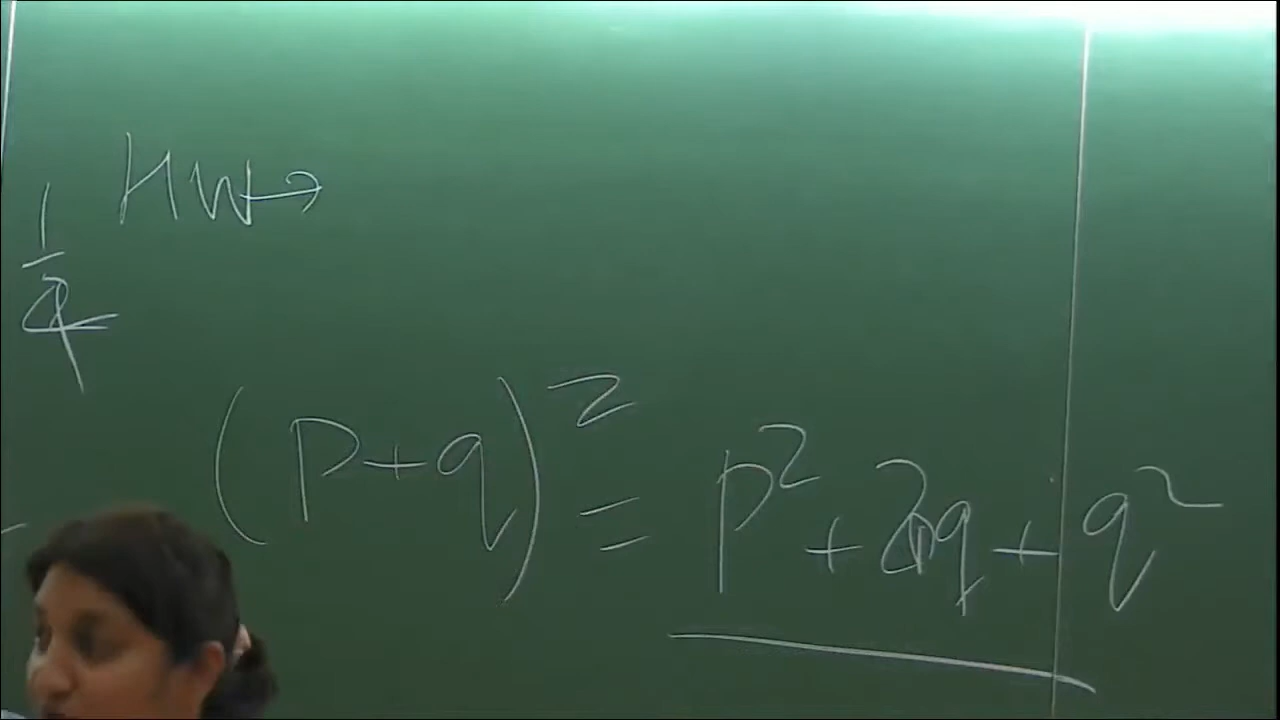 HW →
1/4
(p+q)² = p² + 2pq + q²